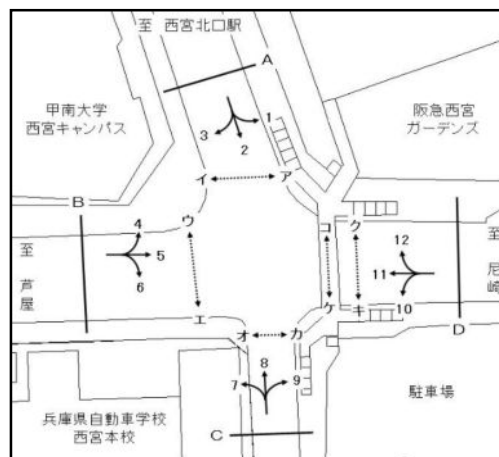 至 西宮北口駅
A
甲南大学
西宮キャンパス
阪急西宮
ガーデンズ
1
2
3
イ
ア
B
ウ
コ
ク
4
5
6
至
芦
屋
12
11
10
至
尼
崎
エ
ケ
キ
D
オ
カ
8
7
9
C
兵庫県自動車学校
西宮本校
駐車場